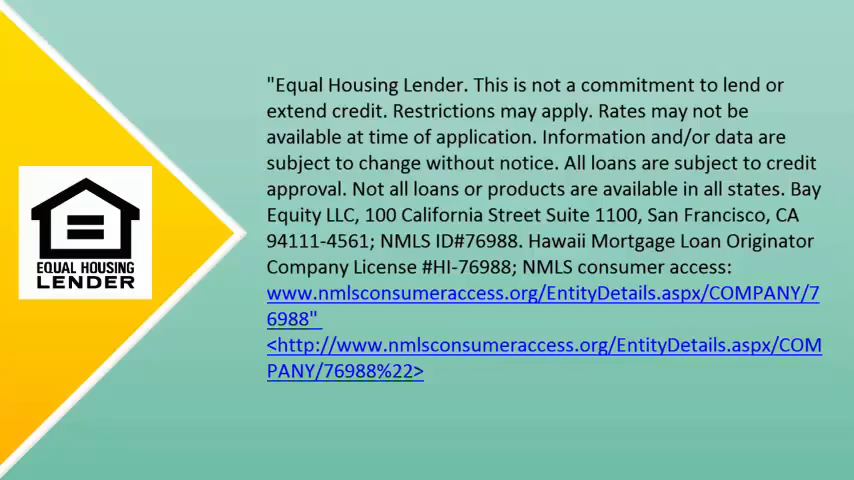 EQUAL HOUSING
LENDER
"Equal Housing Lender. This is not a commitment to lend or
extend credit. Restrictions may apply. Rates may not be
available at time of application. Information and/or data are
subject to change without notice. All loans are subject to credit
approval. Not all loans or products are available in all states. Bay
Equity LLC, 100 California Street Suite 1100, San Francisco, CA
94111-4561; NMLS ID#76988. Hawaii Mortgage Loan Originator
Company License #HI-76988; NMLS consumer access:
www.nmlsconsumeraccess.org/EntityDetails.aspx/COMPANY/7
6988"
<http://www.nmlsconsumeraccess.org/EntityDetails.aspx/COM
PANY/76988%22>